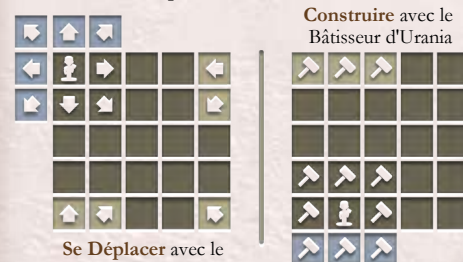 Construire avec le
Bâtisseur d'Urania
Se Déplacer avec le